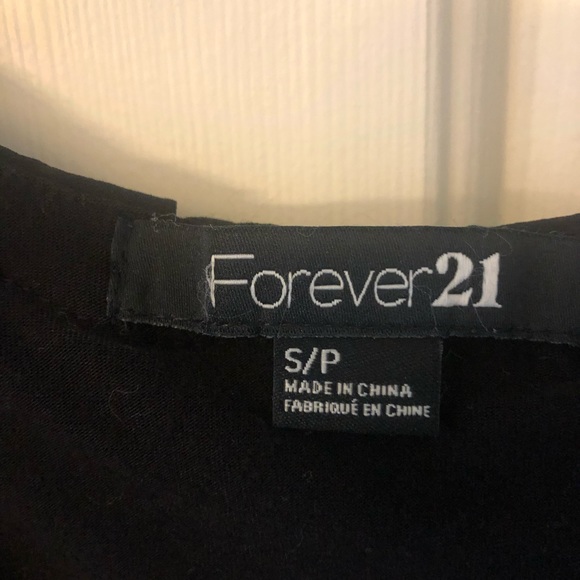 Forever21
S/P
MADE IN CHINA
FABRIQUÉ EN CHINE